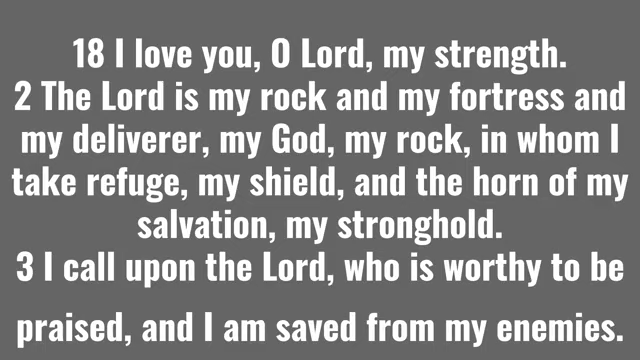 18 I love you, O Lord, my strength.
2 The Lord is my rock and my fortress and
my deliverer, my God, my rock, in whom I
take refuge, my shield, and the horn of my
salvation, my stronghold.
3 I call upon the Lord, who is worthy to be
praised, and I am saved from my enemies.